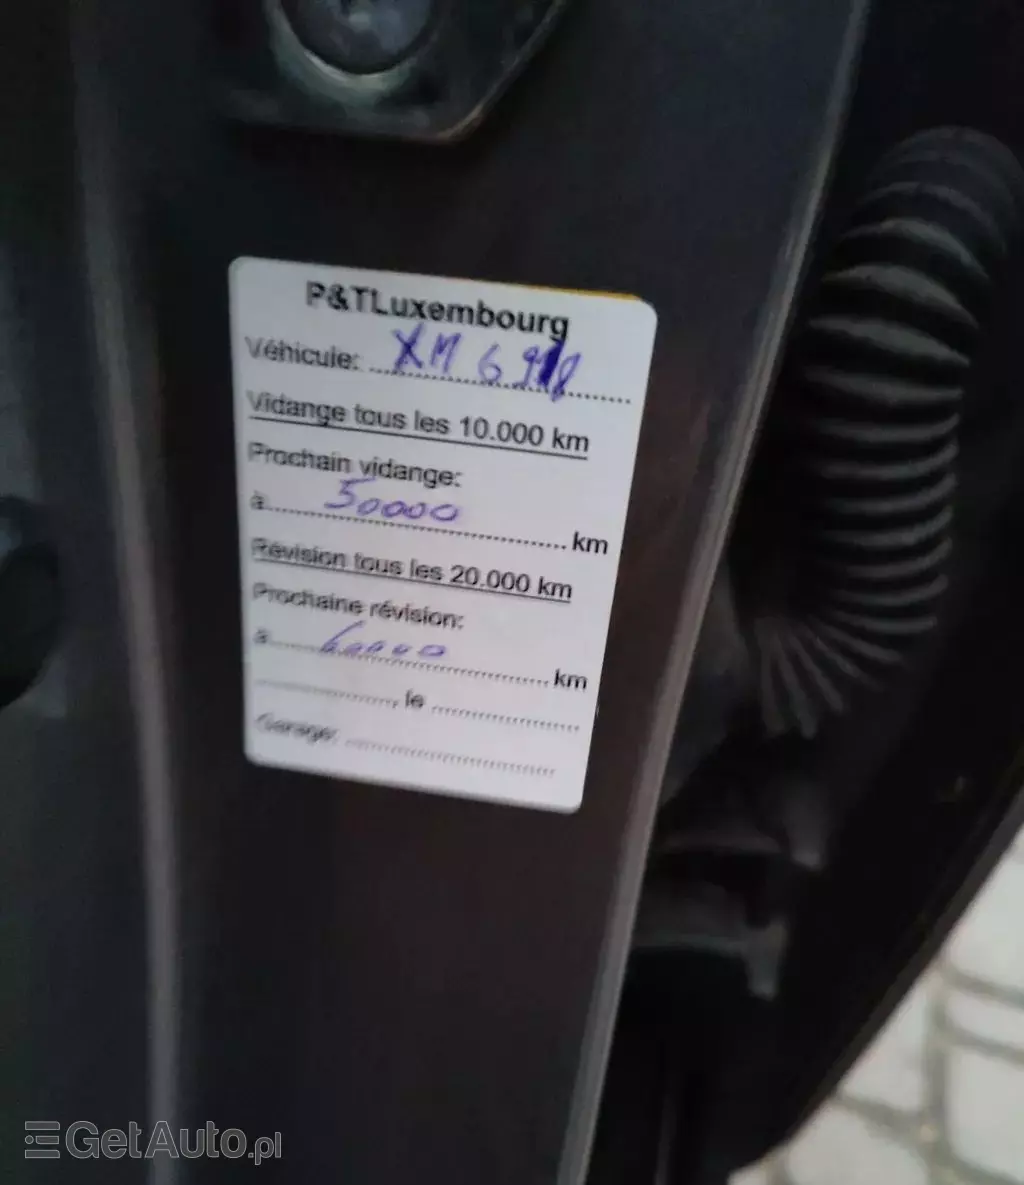 P&TLuxembourg
Véhicule: XM 6
Vidange tous les 10.000 km
Prochain vidange:
à 50000 km
Révision tous les 20.000 km
Prochaine révision:
à 60000 km
, le
Garage:
GetAuto.pl